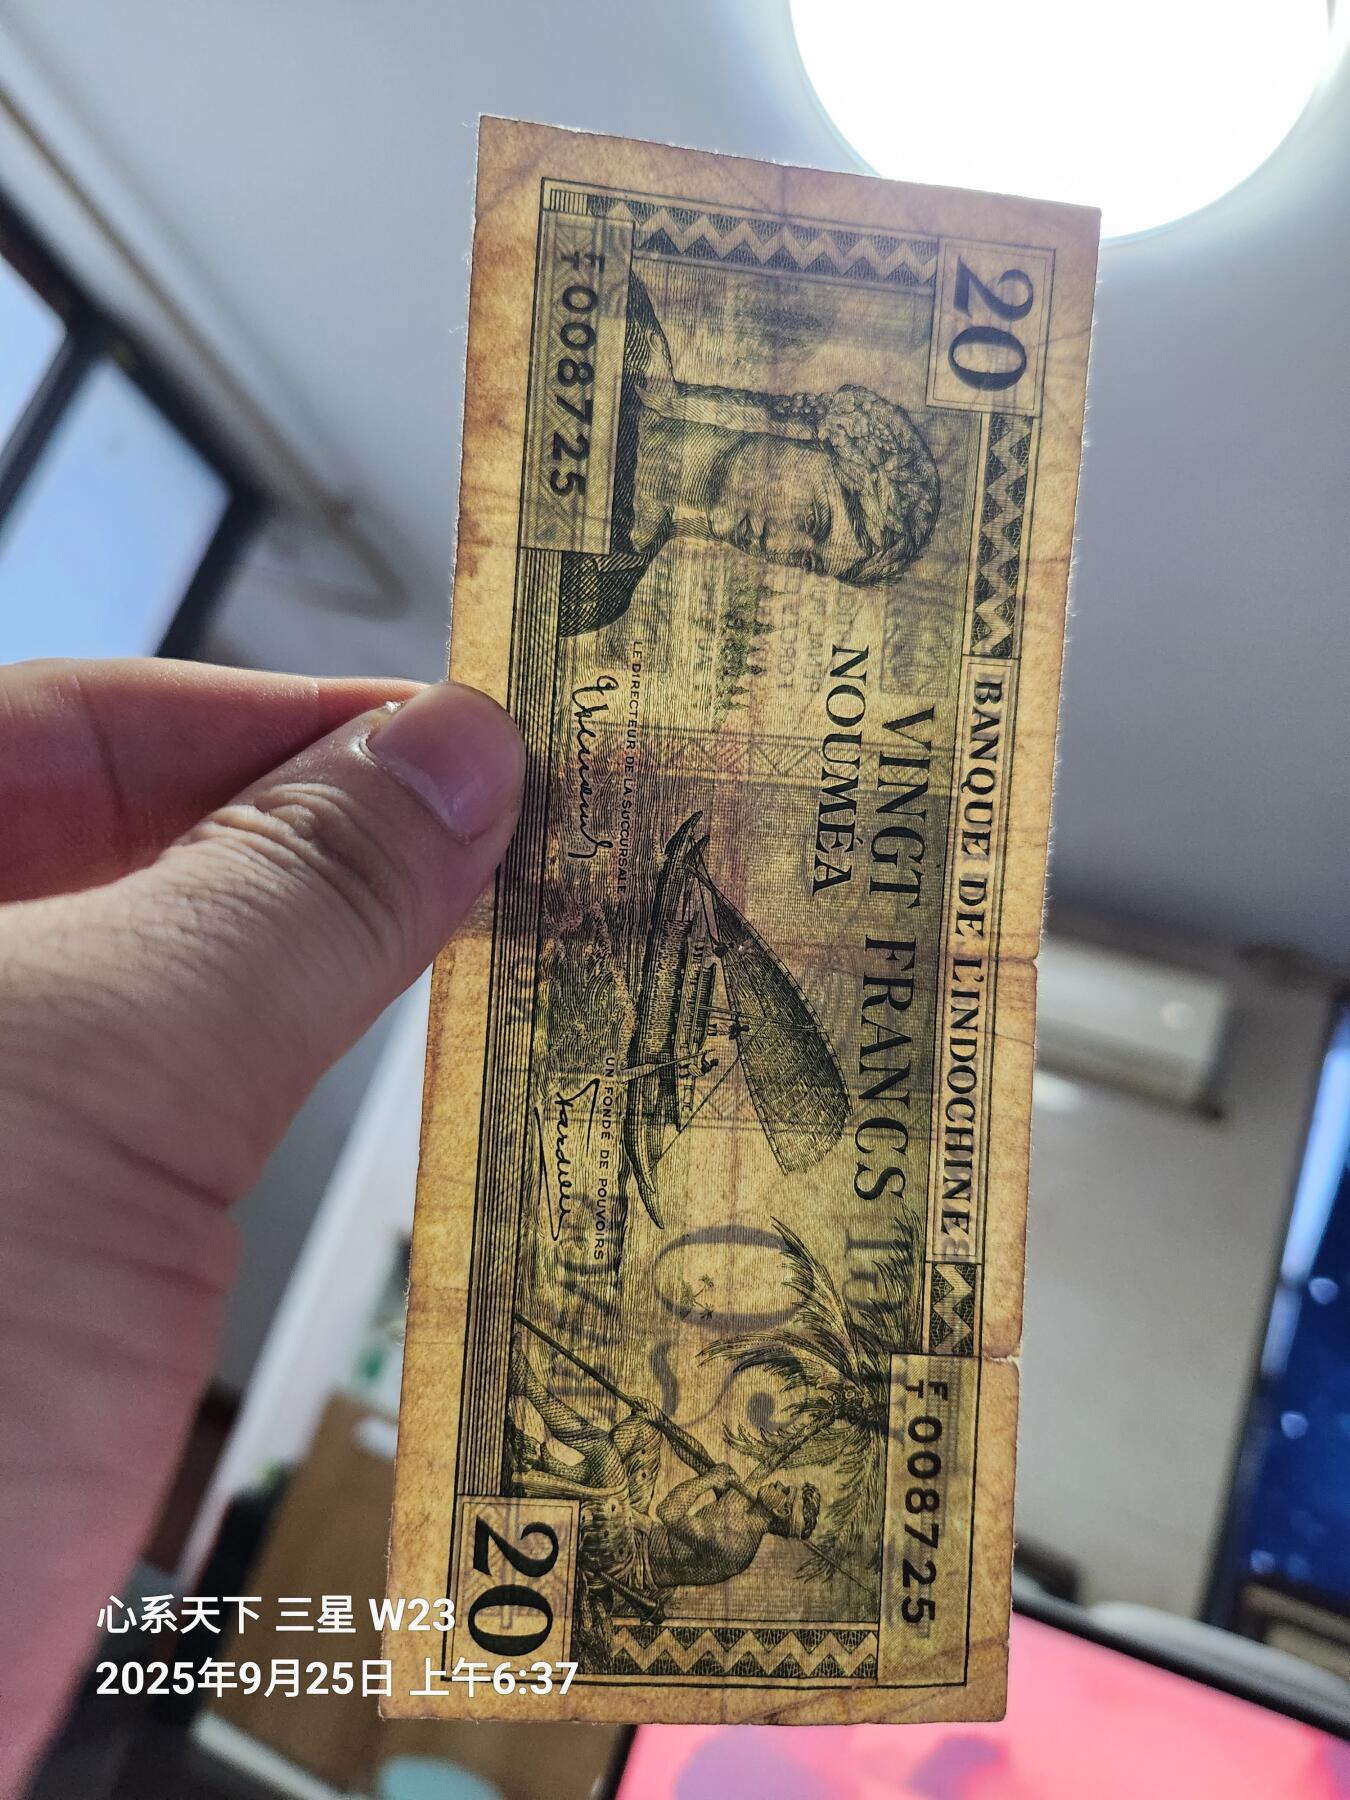 20
BANQUE DE L'INDOCHINE
F/T 008725
VINGT FRANCS
NOUMÉA
F/T 008725
LE DIRECTEUR DE LA SUCCURSALE
UN FONDÉ DE POUVOIRS
20
心系天下 三星 W23
2025年9月25日 上午6:37